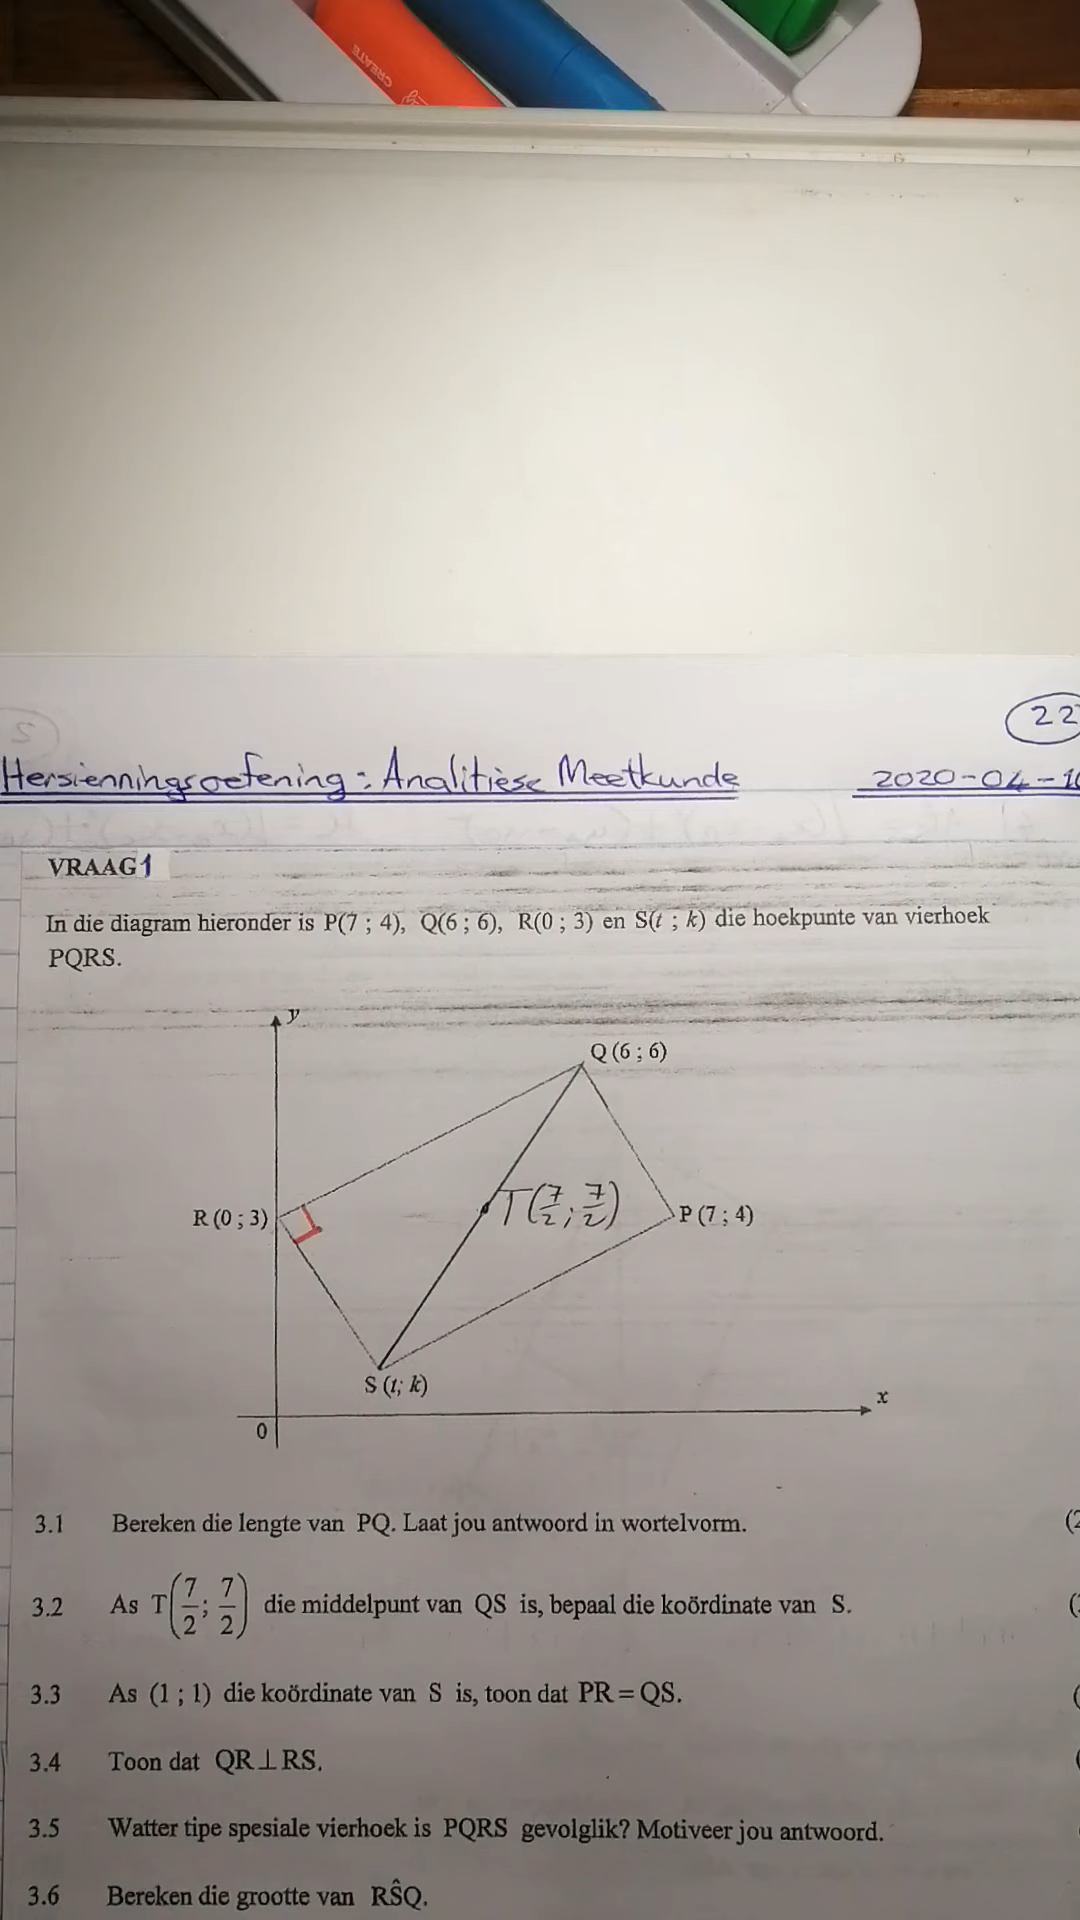 CREATE
22
Hersienningsoefening : Analitièse Meetkunde 2020-04-10
VRAAG 1
In die diagram hieronder is P(7 ; 4), Q(6 ; 6), R(0 ; 3) en S(t ; k) die hoekpunte van vierhoek
PQRS.
y
Q (6 ; 6)
R (0 ; 3)
T(7/2 ; 7/2)
P (7 ; 4)
S (t; k)
x
0
3.1 Bereken die lengte van PQ. Laat jou antwoord in wortelvorm.
3.2 As T(7/2 ; 7/2) die middelpunt van QS is, bepaal die koördinate van S.
3.3 As (1 ; 1) die koördinate van S is, toon dat PR = QS.
3.4 Toon dat QR ⊥ RS.
3.5 Watter tipe spesiale vierhoek is PQRS gevolglik? Motiveer jou antwoord.
3.6 Bereken die grootte van RŜQ.